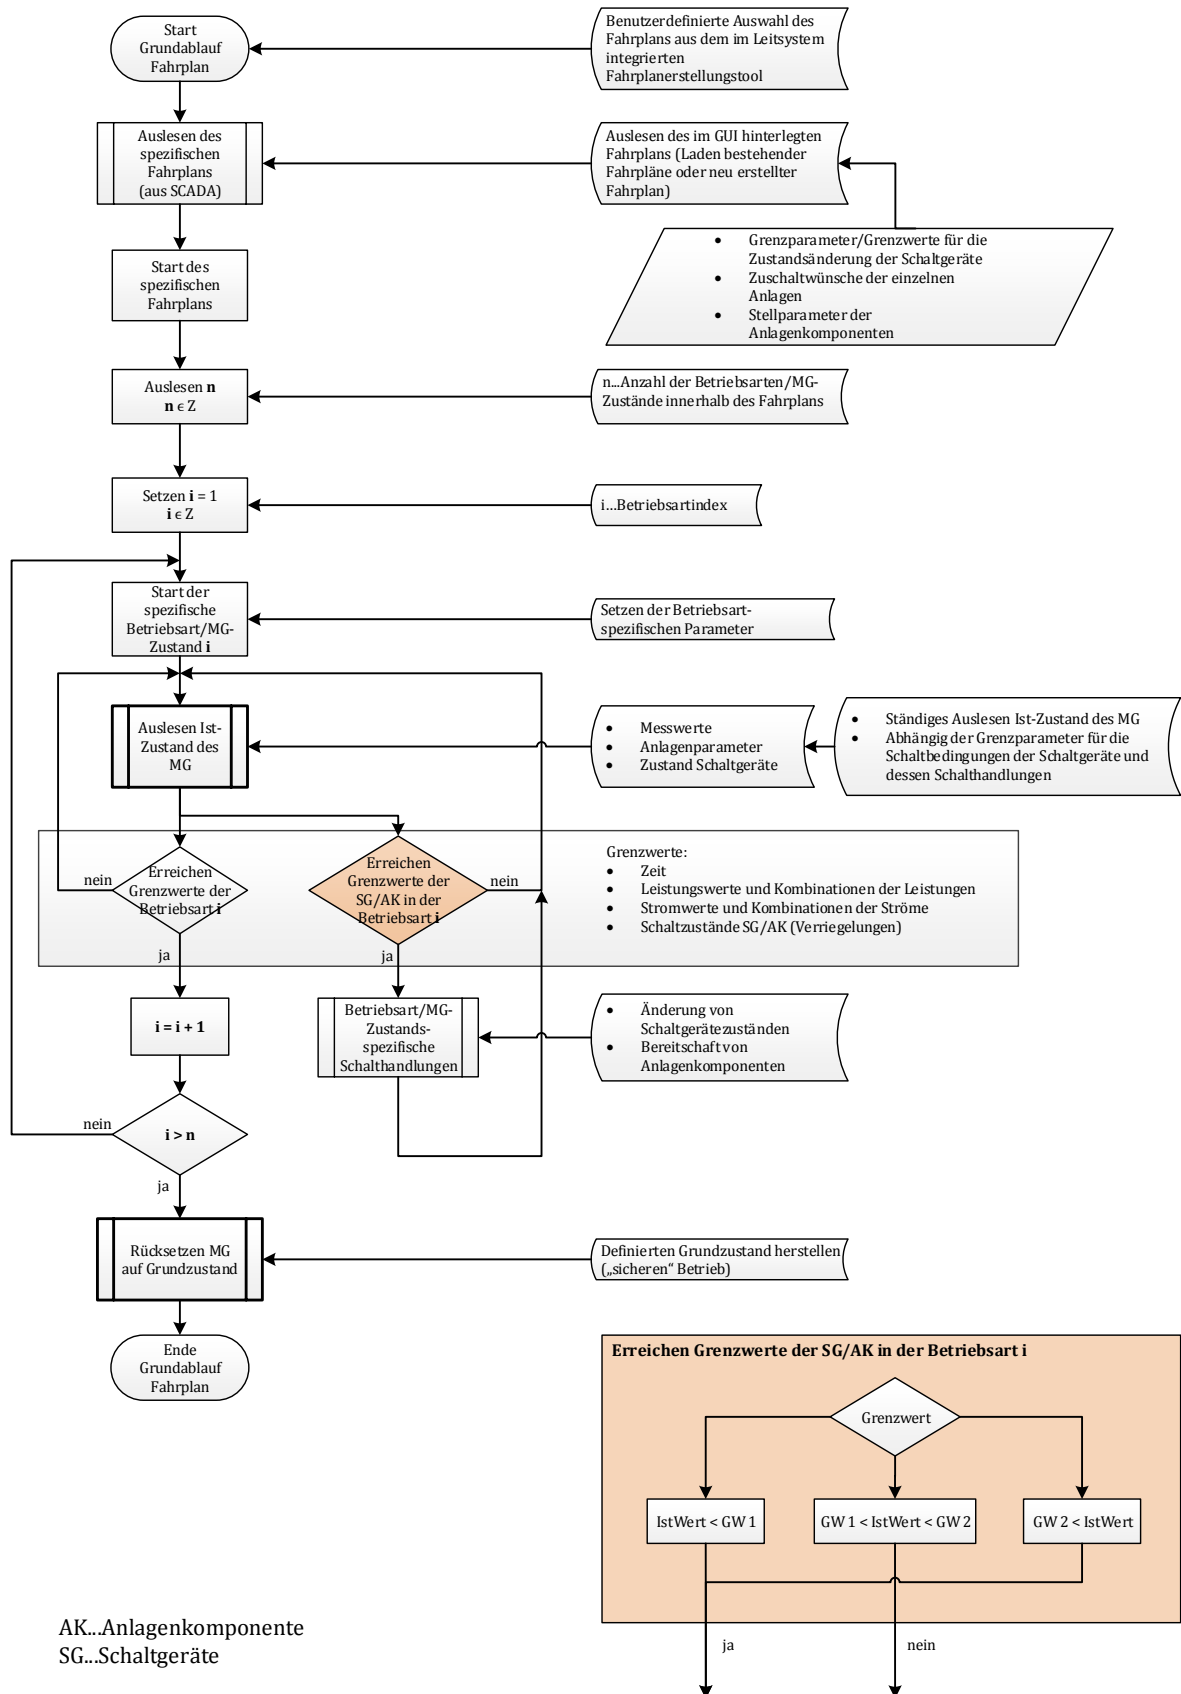 Start
Grundablauf
Fahrplan
Benutzerdefinierte Auswahl des
Fahrplans aus dem im Leitsystem
integrierten
Fahrplanerstellungstool
Auslesen des
spezifischen
Fahrplans
(aus SCADA)
Auslesen des im GUI hinterlegten
Fahrplans (Laden bestehender
Fahrpläne oder neu erstellter
Fahrplan)
• Grenzparameter/Grenzwerte für die
Zustandsänderung der Schaltgeräte
• Zuschaltwünsche der einzelnen
Anlagen
• Stellparameter der
Anlagenkomponenten
Start des
spezifischen
Fahrplans
Auslesen n
n ϵ Z
n...Anzahl der Betriebsarten/MG-
Zustände innerhalb des Fahrplans
Setzen i = 1
i ϵ Z
i...Betriebsartindex
Start der
spezifische
Betriebsart/MG-
Zustand i
Setzen der Betriebsart-
spezifischen Parameter
Auslesen Ist-
Zustand des
MG
• Messwerte
• Anlagenparameter
• Zustand Schaltgeräte
• Ständiges Auslesen Ist-Zustand des MG
• Abhängig der Grenzparameter für die
Schaltbedingungen der Schaltgeräte und
dessen Schalthandlungen
nein
Erreichen
Grenzwerte der
Betriebsart i
ja
Erreichen
Grenzwerte der
SG/AK in der
Betriebsart i
nein
ja
Grenzwerte:
• Zeit
• Leistungswerte und Kombinationen der Leistungen
• Stromwerte und Kombinationen der Ströme
• Schaltzustände SG/AK (Verriegelungen)
i = i + 1
Betriebsart/MG-
Zustands-
spezifische
Schalthandlungen
• Änderung von
Schaltgerätezuständen
• Bereitschaft von
Anlagenkomponenten
nein
i > n
ja
Rücksetzen MG
auf Grundzustand
Definierten Grundzustand herstellen
(„sicheren“ Betrieb)
Ende
Grundablauf
Fahrplan
Erreichen Grenzwerte der SG/AK in der Betriebsart i
Grenzwert
IstWert < GW 1
GW 1 < IstWert < GW 2
GW 2 < IstWert
ja
nein
AK...Anlagenkomponente
SG...Schaltgeräte